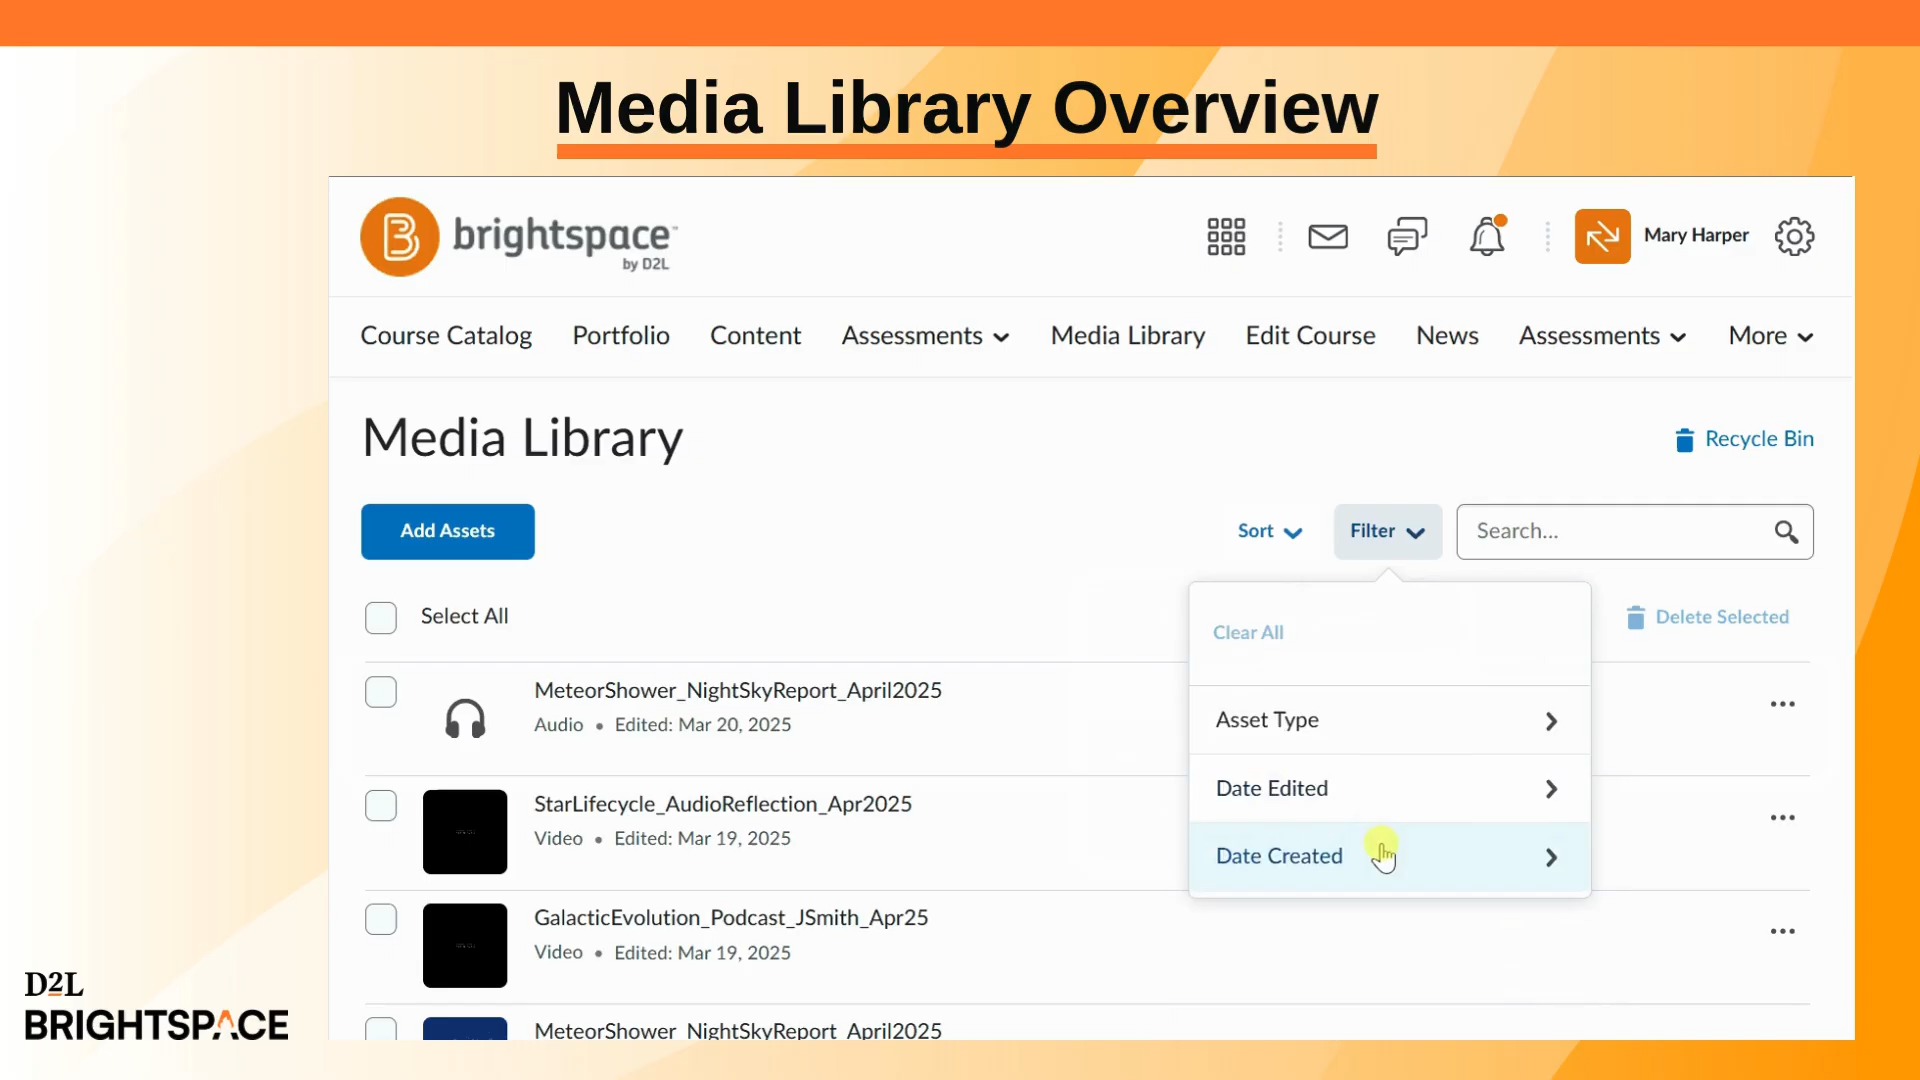 Media Library Overview
brightspace
by D2L
Mary Harper
Course Catalog Portfolio Content Assessments Media Library Edit Course News Assessments More
Media Library
Recycle Bin
Add Assets
Sort Filter Search...
Select All
Clear All
Delete Selected
MeteorShower_NightSkyReport_April2025
Audio • Edited: Mar 20, 2025
Asset Type
Date Edited
StarLifecycle_AudioReflection_Apr2025
Video • Edited: Mar 19, 2025
Date Created
GalacticEvolution_Podcast_JSmith_Apr25
Video • Edited: Mar 19, 2025
MeteorShower_NightSkyReport_April2025
D2L
BRIGHTSPACE